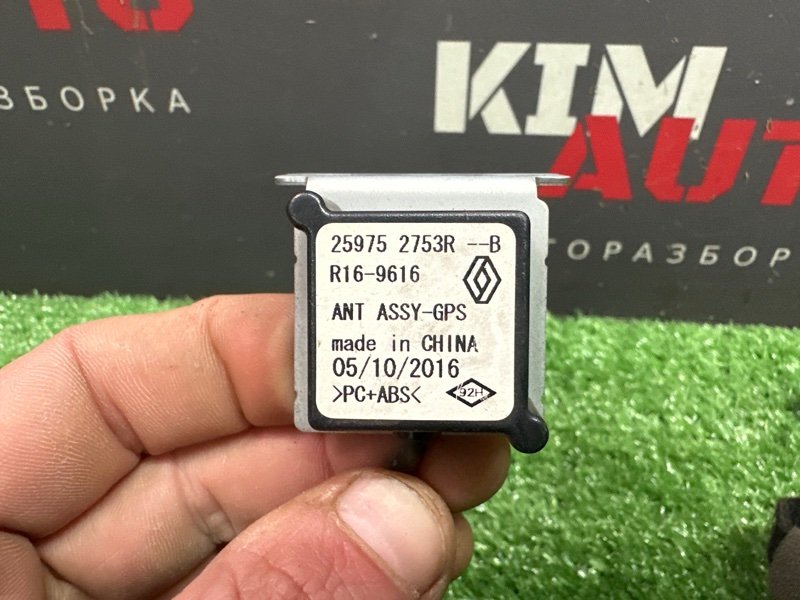 ЗБОРКА
KIM
AUT
ТОРАЗБОР
25975 2753R --B
R16-9616
ANT ASSY-GPS
made in CHINA
05/10/2016
>PC+ABS<
92H